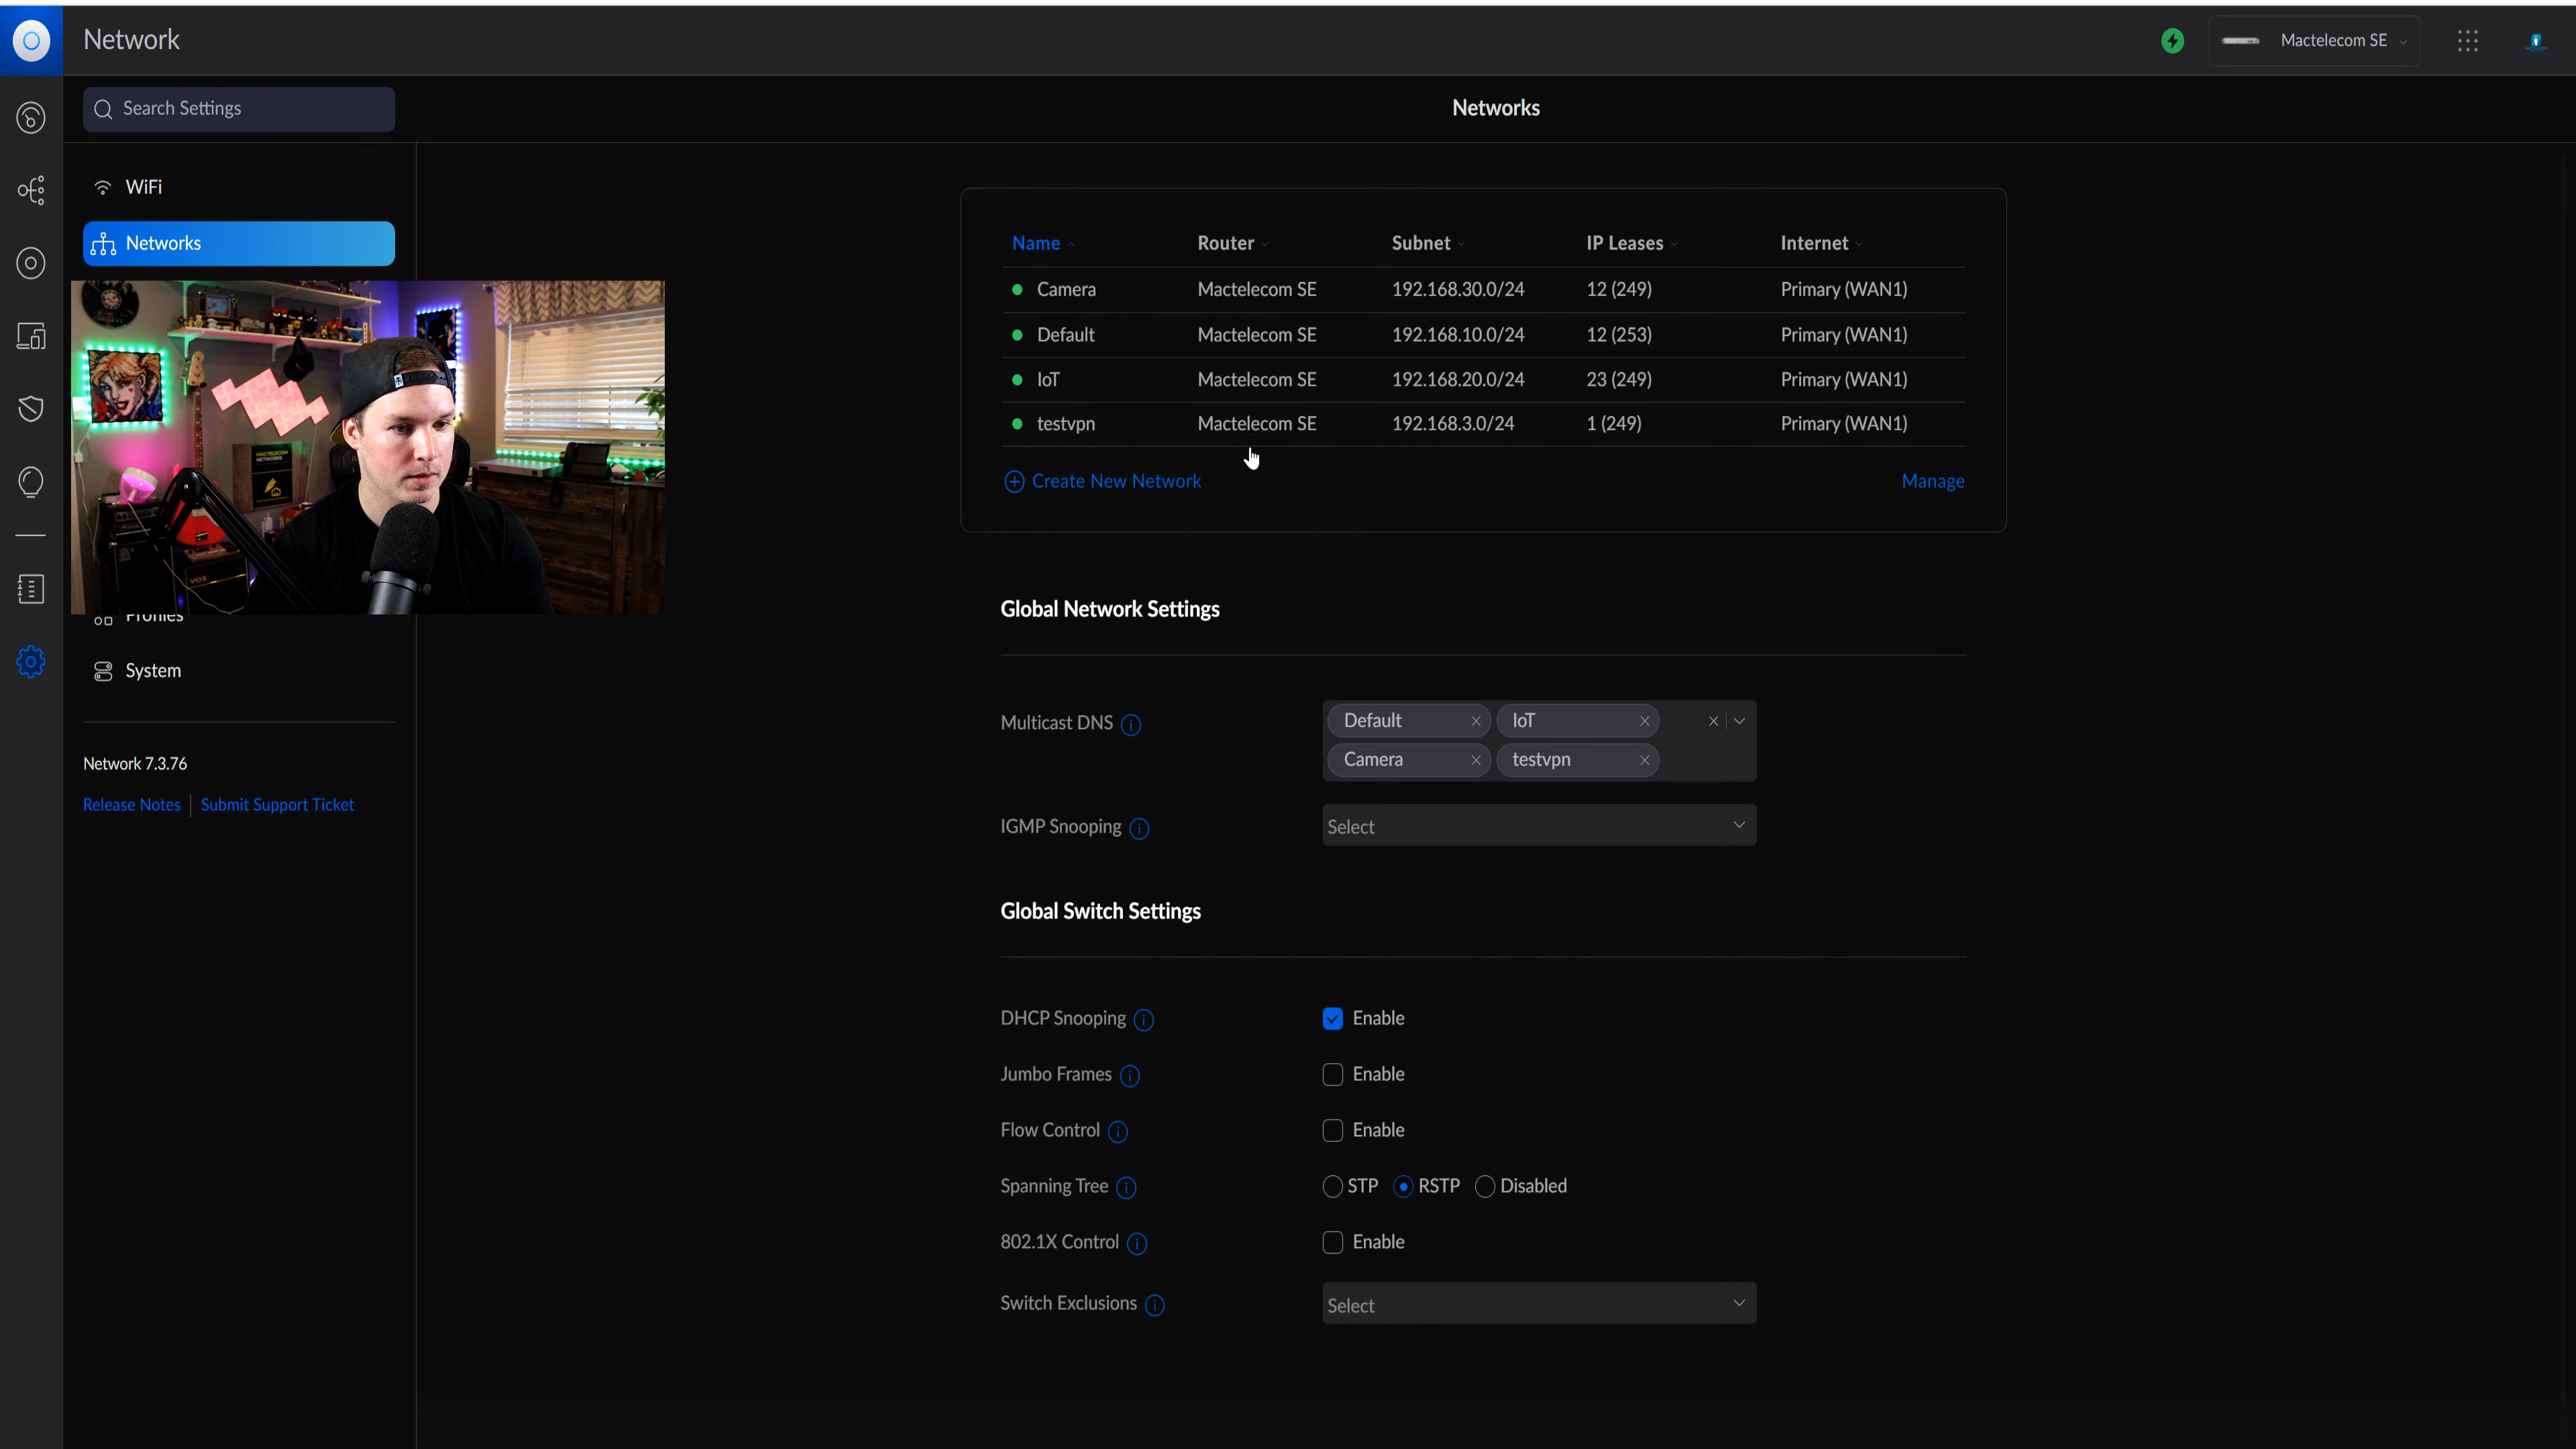 Network
Mactelecom SE
Search Settings
Networks
WiFi
Networks
Name Router Subnet IP Leases Internet
Camera Mactelecom SE 192.168.30.0/24 12 (249) Primary (WAN1)
Default Mactelecom SE 192.168.10.0/24 12 (253) Primary (WAN1)
IoT Mactelecom SE 192.168.20.0/24 23 (249) Primary (WAN1)
testvpn Mactelecom SE 192.168.3.0/24 1 (249) Primary (WAN1)
Create New Network Manage
MACTELECOM
NETWORKS
VOX
Profiles
System
Network 7.3.76
Release Notes Submit Support Ticket
Global Network Settings
Multicast DNS Default IoT
Camera testvpn
IGMP Snooping Select
Global Switch Settings
DHCP Snooping Enable
Jumbo Frames Enable
Flow Control Enable
Spanning Tree STP RSTP Disabled
802.1X Control Enable
Switch Exclusions Select